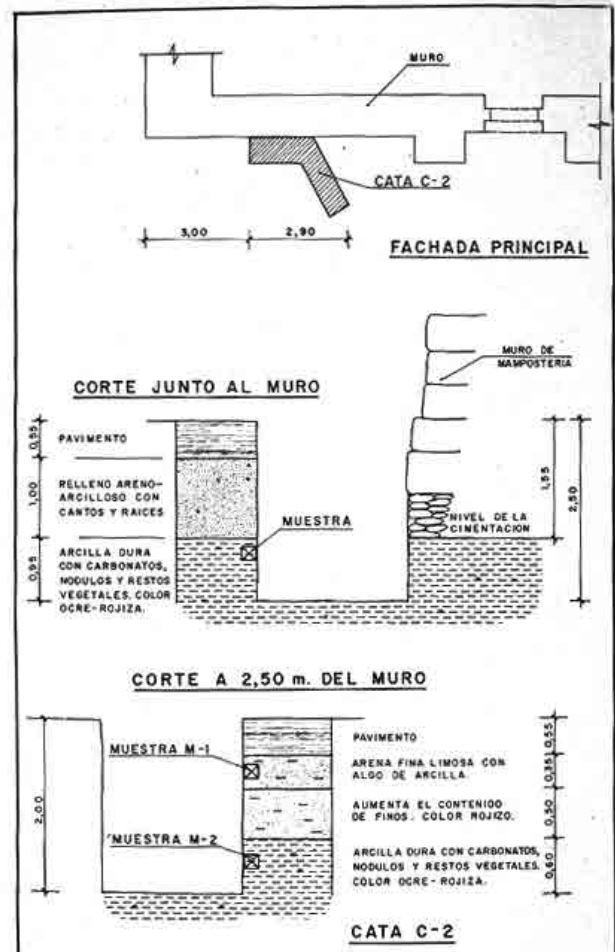 MURO
CATA C-2
3,00
2,90
FACHADA PRINCIPAL
MURO DE
MAMPOSTERIA
CORTE JUNTO AL MURO
0,55
PAVIMENTO
1,00
RELLENO ARENO-
ARCILLOSO CON
CANTOS Y RAICES
MUESTRA
NIVEL DE LA
CIMENTACION
1,55
2,50
0,95
ARCILLA DURA
CON CARBONATOS,
NODULOS Y RESTOS
VEGETALES. COLOR
OCRE-ROJIZA.
CORTE A 2,50 m. DEL MURO
2,00
MUESTRA M-1
MUESTRA M-2
PAVIMENTO
0,55
ARENA FINA LIMOSA CON
ALGO DE ARCILLA.
0,35
AUMENTA EL CONTENIDO
DE FINOS. COLOR ROJIZO.
0,50
ARCILLA DURA CON CARBONATOS,
NODULOS Y RESTOS VEGETALES.
COLOR OCRE-ROJIZA.
0,60
CATA C-2